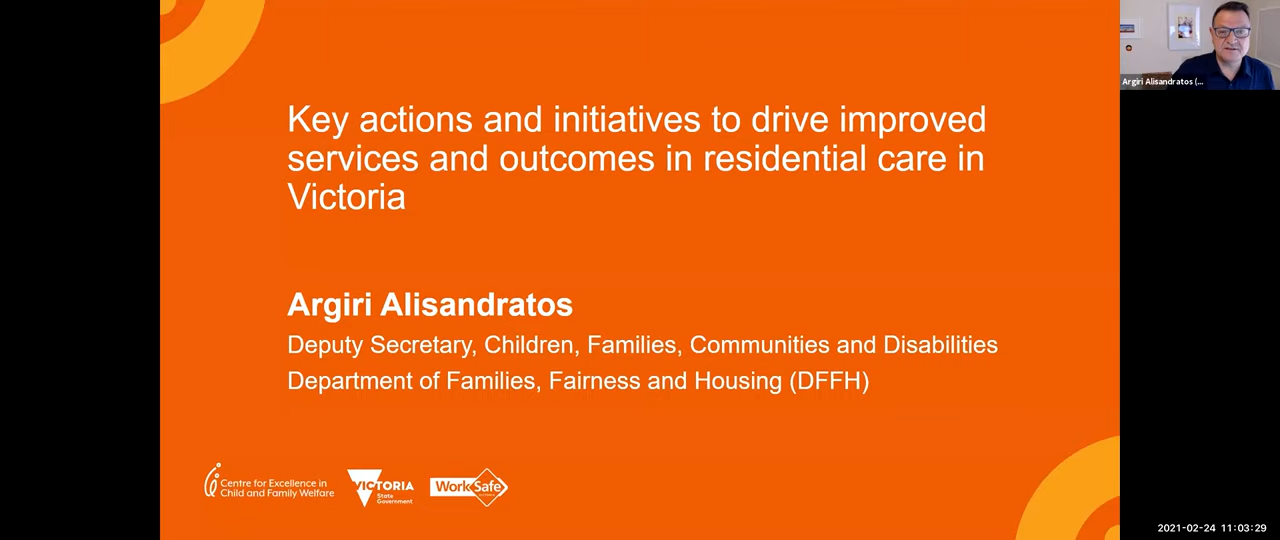 Key actions and initiatives to drive improved
services and outcomes in residential care in
Victoria
Argiri Alisandratos
Deputy Secretary, Children, Families, Communities and Disabilities
Department of Families, Fairness and Housing (DFFH)
Centre for Excellence in
Child and Family Welfare
VICTORIA
State
Government
WorkSafe
Argiri Alisandratos (...
2021-02-24 11:03:29